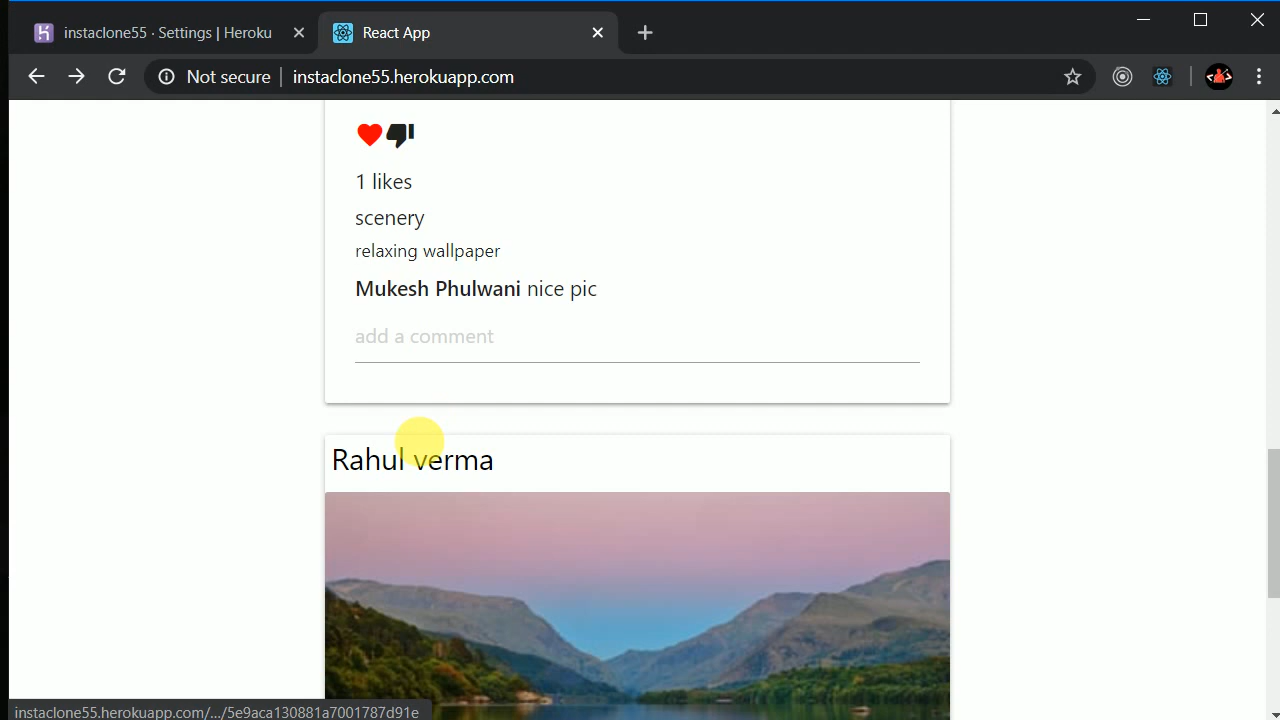 instaclone55 · Settings | Heroku
React App
Not secure
instaclone55.herokuapp.com
1 likes
scenery
relaxing wallpaper
Mukesh Phulwani nice pic
add a comment
Rahul verma
instaclone55.herokuapp.com/.../5e9aca130881a7001787d91e